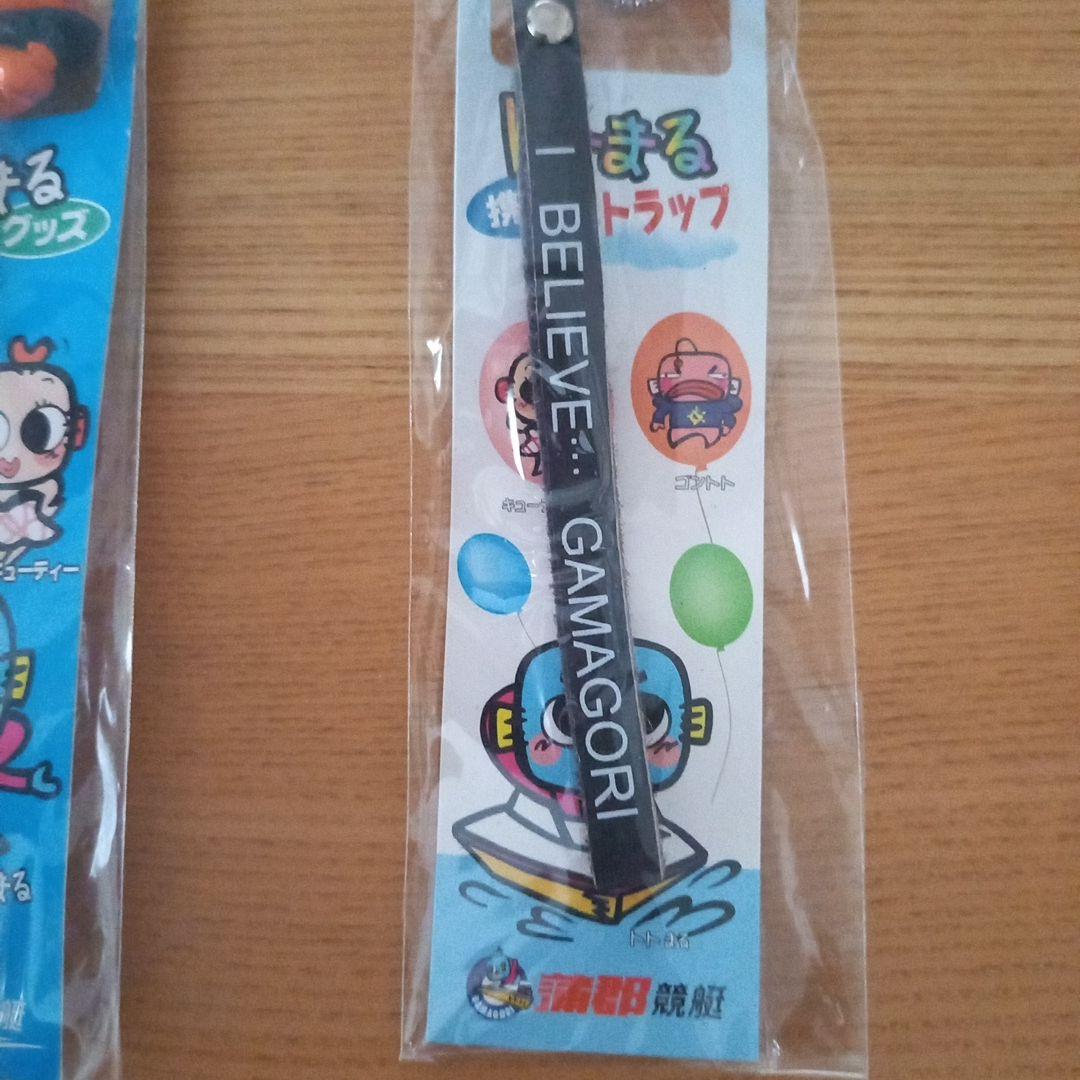 まる
グッズ
ューティー
まる
まる
携
トラップ
I BELIEVE... GAMAGORI
キュー
ゴントト
トトまる
GAMAGORI
蒲郡競艇